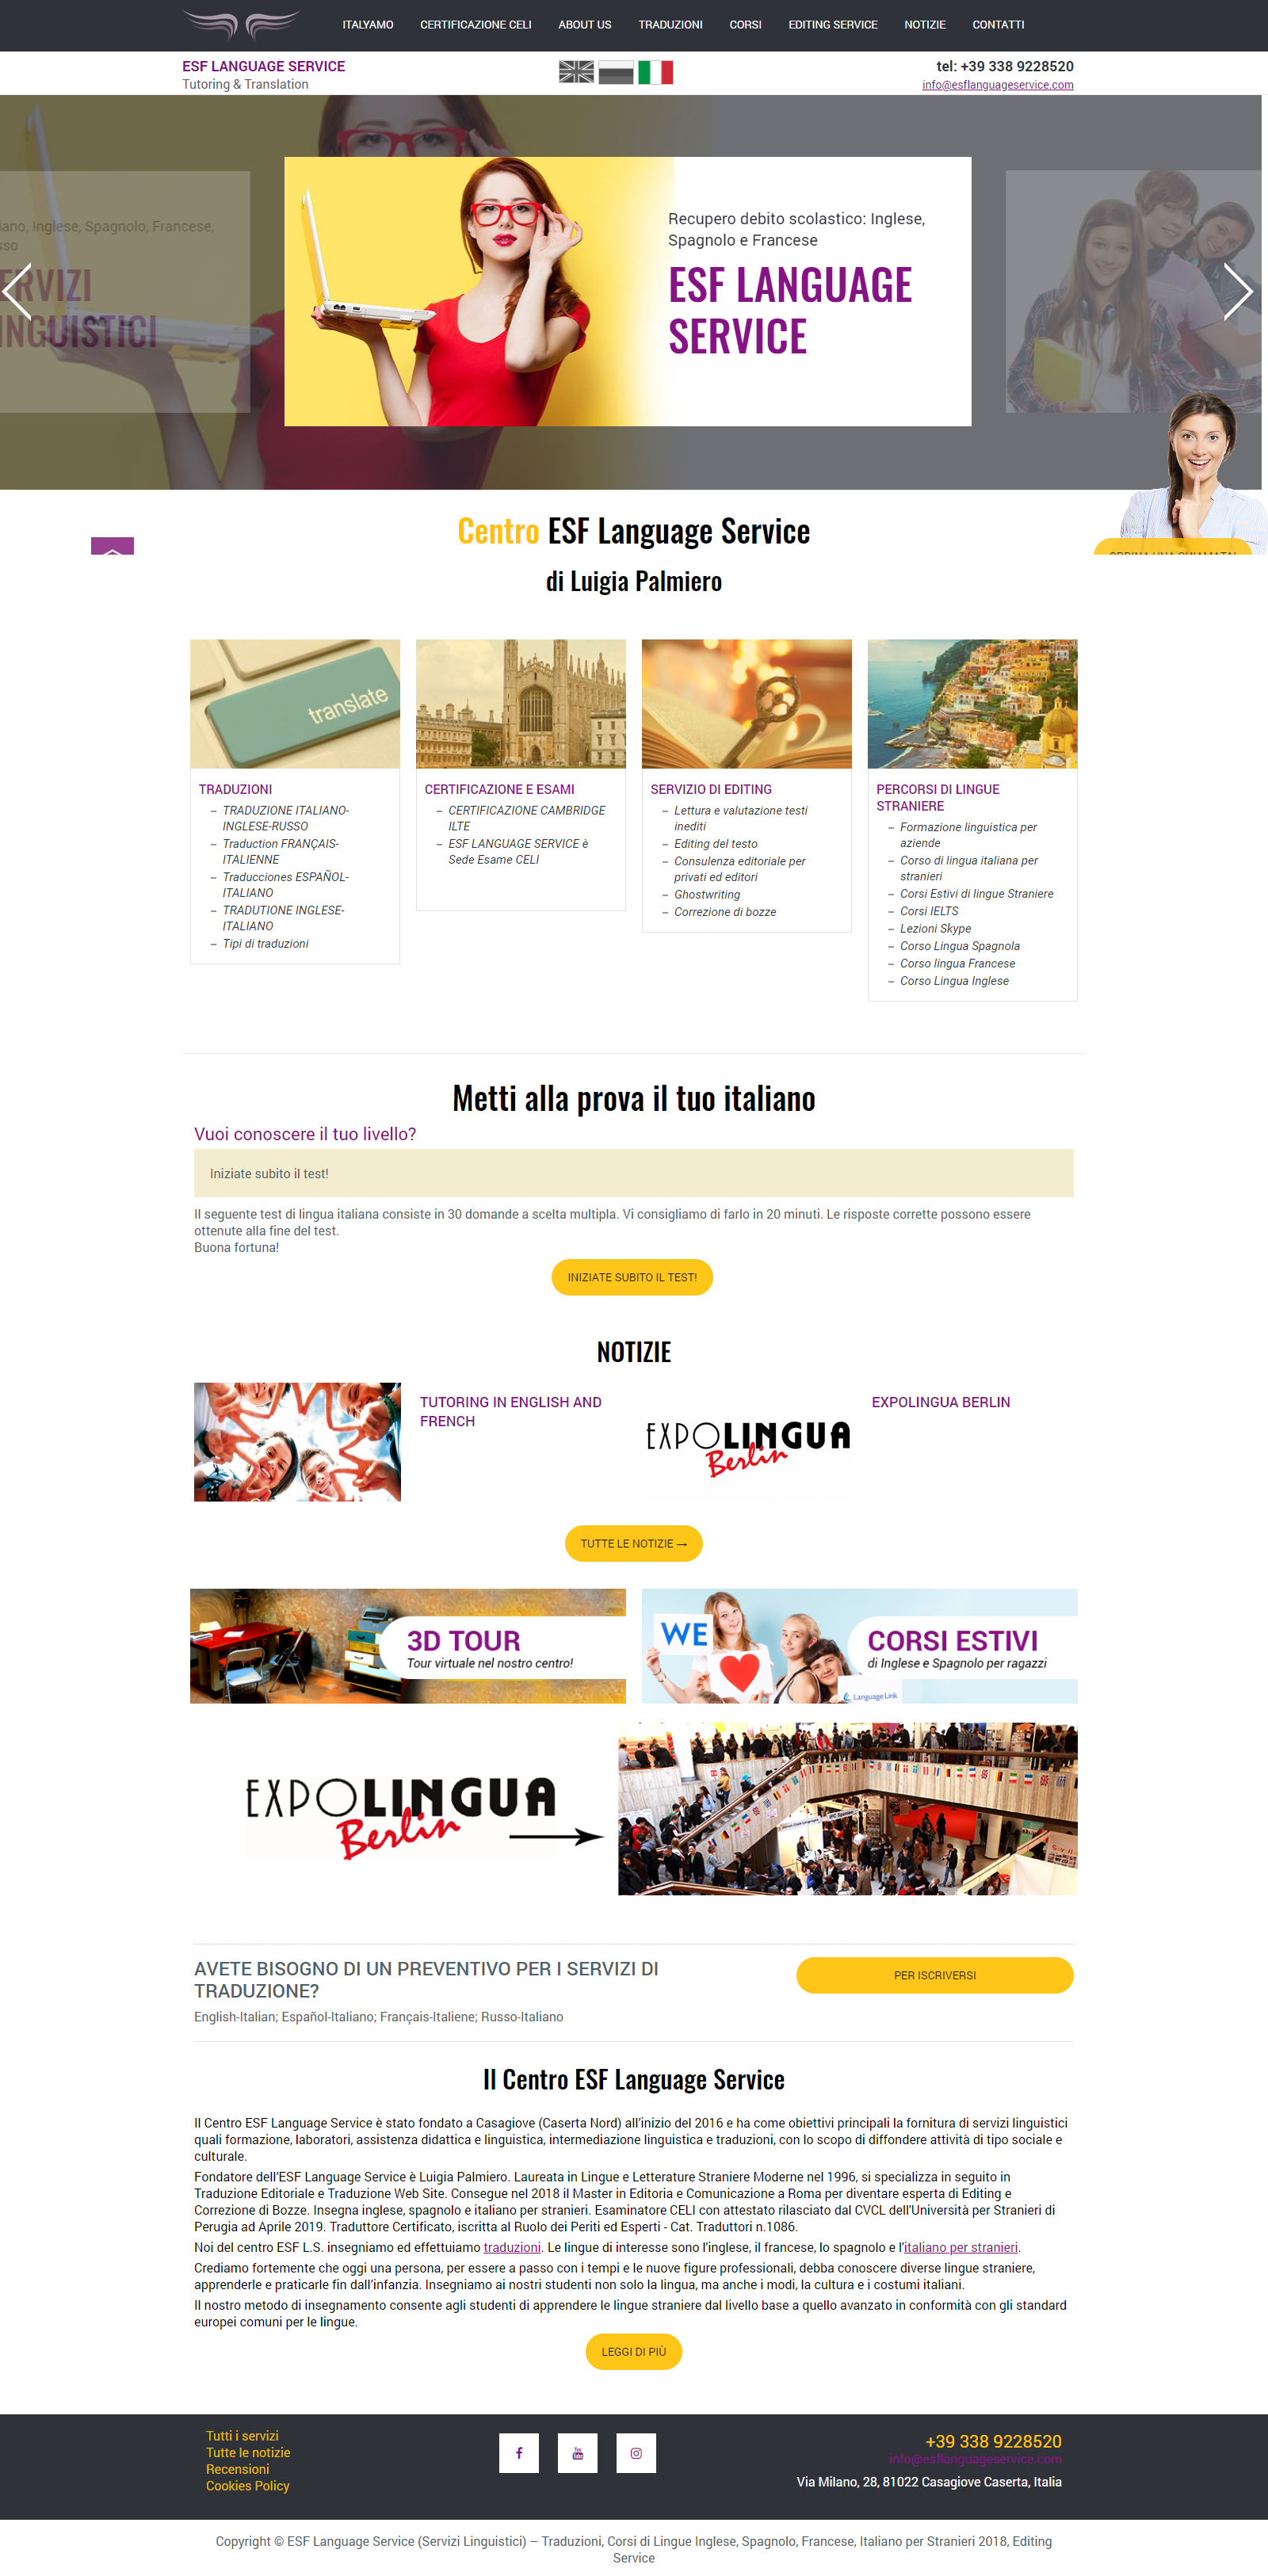 ITALYAMO CERTIFICAZIONE CELI ABOUT US TRADUZIONI CORSI EDITING SERVICE NOTIZIE CONTATTI
ESF LANGUAGE SERVICE
Tutoring & Translation
tel: +39 338 9228520
info@esflanguageservice.com
iano, Inglese, Spagnolo, Francese,
sso
ERVIZI
INGUISTICI
Recupero debito scolastico: Inglese,
Spagnolo e Francese
ESF LANGUAGE
SERVICE
ORDINA UNA CHIAMATA!
Centro ESF Language Service
di Luigia Palmiero
translate
TRADUZIONI
– TRADUZIONE ITALIANO-
INGLESE-RUSSO
– Traduction FRANÇAIS-
ITALIENNE
– Traducciones ESPAÑOL-
ITALIANO
– TRADUTIONE INGLESE-
ITALIANO
– Tipi di traduzioni
CERTIFICAZIONE E ESAMI
– CERTIFICAZIONE CAMBRIDGE
ILTE
– ESF LANGUAGE SERVICE è
Sede Esame CELI
SERVIZIO DI EDITING
– Lettura e valutazione testi
inediti
– Editing del testo
– Consulenza editoriale per
privati ed editori
– Ghostwriting
– Correzione di bozze
PERCORSI DI LINGUE
STRANIERE
– Formazione linguistica per
aziende
– Corso di lingua italiana per
stranieri
– Corsi Estivi di lingue Straniere
– Corsi IELTS
– Lezioni Skype
– Corso Lingua Spagnola
– Corso lingua Francese
– Corso Lingua Inglese
Metti alla prova il tuo italiano
Vuoi conoscere il tuo livello?
Iniziate subito il test!
Il seguente test di lingua italiana consiste in 30 domande a scelta multipla. Vi consigliamo di farlo in 20 minuti. Le risposte corrette possono essere
ottenute alla fine del test.
Buona fortuna!
INIZIATE SUBITO IL TEST!
NOTIZIE
TUTORING IN ENGLISH AND
FRENCH
EXPOLINGUA
Berlin
EXPOLINGUA BERLIN
TUTTE LE NOTIZIE →
3D TOUR
Tour virtuale nel nostro centro!
WE
Language Link
CORSI ESTIVI
di Inglese e Spagnolo per ragazzi
EXPOLINGUA
Berlin
AVETE BISOGNO DI UN PREVENTIVO PER I SERVIZI DI
TRADUZIONE?
English-Italian; Español-Italiano; Français-Italiene; Russo-Italiano
PER ISCRIVERSI
Il Centro ESF Language Service
Il Centro ESF Language Service è stato fondato a Casagiove (Caserta Nord) all'inizio del 2016 e ha come obiettivi principali la fornitura di servizi linguistici
quali formazione, laboratori, assistenza didattica e linguistica, intermediazione linguistica e traduzioni, con lo scopo di diffondere attività di tipo sociale e
culturale.
Fondatore dell'ESF Language Service è Luigia Palmiero. Laureata in Lingue e Letterature Straniere Moderne nel 1996, si specializza in seguito in
Traduzione Editoriale e Traduzione Web Site. Consegue nel 2018 il Master in Editoria e Comunicazione a Roma per diventare esperta di Editing e
Correzione di Bozze. Insegna inglese, spagnolo e italiano per stranieri. Esaminatore CELI con attestato rilasciato dal CVCL dell'Università per Stranieri di
Perugia ad Aprile 2019. Traduttore Certificato, iscritta al Ruolo dei Periti ed Esperti - Cat. Traduttori n.1086.
Noi del centro ESF L.S. insegniamo ed effettuiamo traduzioni. Le lingue di interesse sono l'inglese, il francese, lo spagnolo e l'italiano per stranieri.
Crediamo fortemente che oggi una persona, per essere a passo con i tempi e le nuove figure professionali, debba conoscere diverse lingue straniere,
apprenderle e praticarle fin dall'infanzia. Insegniamo ai nostri studenti non solo la lingua, ma anche i modi, la cultura e i costumi italiani.
Il nostro metodo di insegnamento consente agli studenti di apprendere le lingue straniere dal livello base a quello avanzato in conformità con gli standard
europei comuni per le lingue.
LEGGI DI PIÙ
Tutti i servizi
Tutte le notizie
Recensioni
Cookies Policy
+39 338 9228520
info@esflanguageservice.com
Via Milano, 28, 81022 Casagiove Caserta, Italia
Copyright © ESF Language Service (Servizi Linguistici) – Traduzioni, Corsi di Lingue Inglese, Spagnolo, Francese, Italiano per Stranieri 2018, Editing
Service